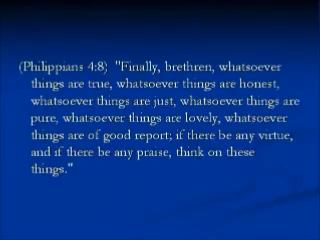 (Philippians 4:8)  "Finally, brethren, whatsoever
things are true, whatsoever things are honest,
whatsoever things are just, whatsoever things are
pure, whatsoever things are lovely, whatsoever
things are of good report; if there be any virtue,
and if there be any praise, think on these
things."